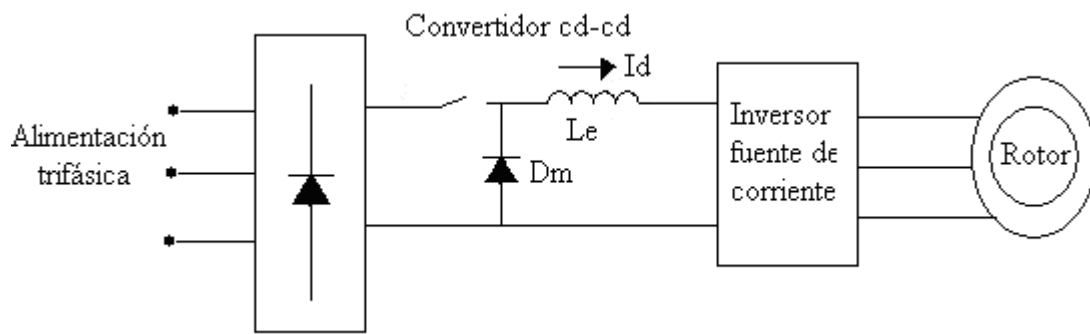 Convertidor cd-cd
Id
Le
Dm
Alimentación
trifásica
Inversor
fuente de
corriente
Rotor